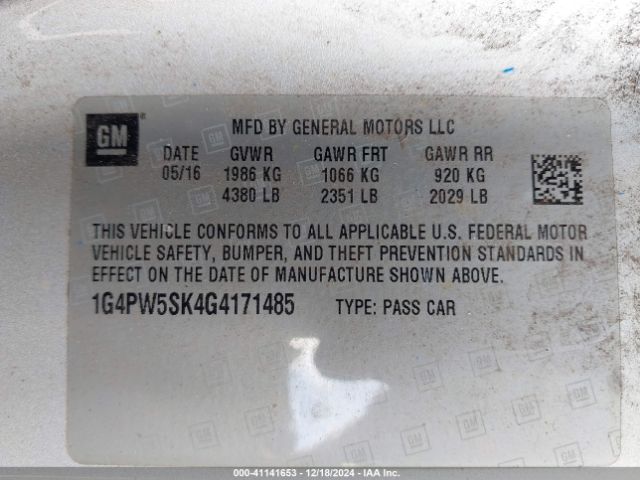 GM
MFD BY GENERAL MOTORS LLC
DATE GVWR GAWR FRT GAWR RR
05/16 1986 KG 1066 KG 920 KG
4380 LB 2351 LB 2029 LB
THIS VEHICLE CONFORMS TO ALL APPLICABLE U.S. FEDERAL MOTOR
VEHICLE SAFETY, BUMPER, AND THEFT PREVENTION STANDARDS IN
EFFECT ON THE DATE OF MANUFACTURE SHOWN ABOVE.
1G4PW5SK4G4171485 TYPE: PASS CAR
000-41141653 - 12/18/2024 - IAA Inc.